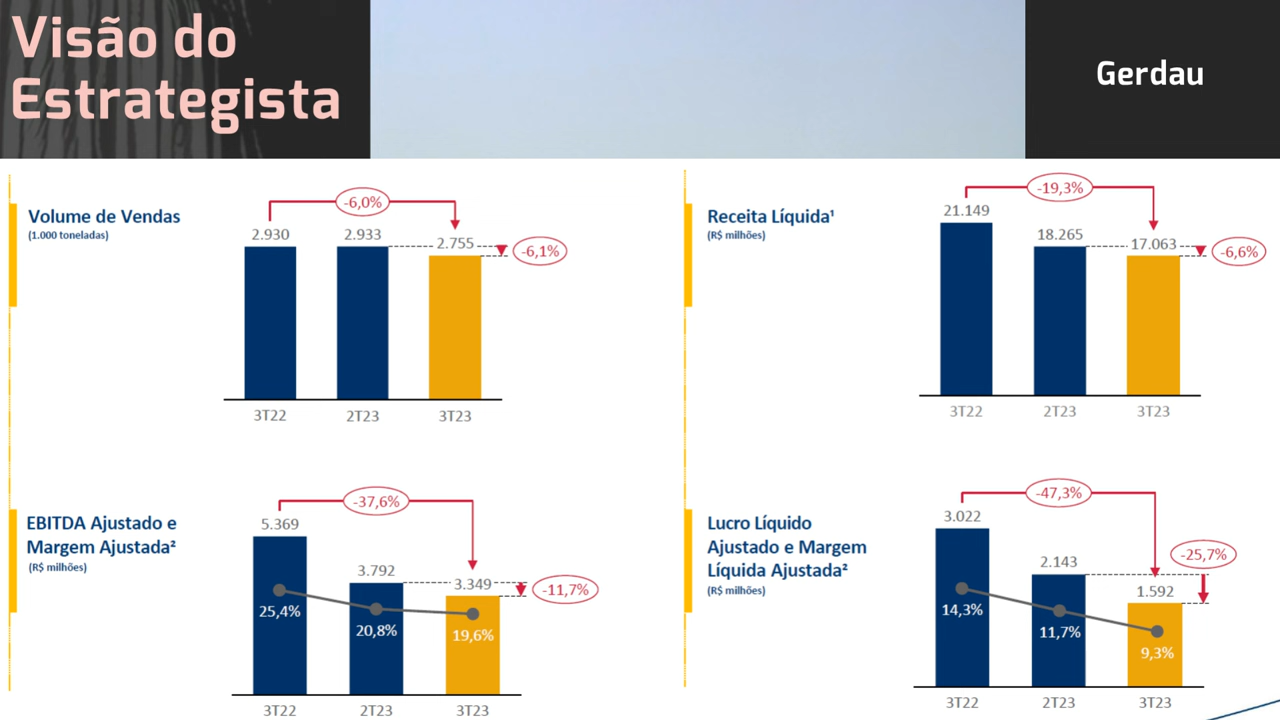 Visão do
Estrategista
Gerdau
Volume de Vendas
(1.000 toneladas)
-6,0%
2.930
2.933
2.755
-6,1%
3T22
2T23
3T23
Receita Líquida¹
(R$ milhões)
-19,3%
21.149
18.265
17.063
-6,6%
3T22
2T23
3T23
EBITDA Ajustado e
Margem Ajustada²
(R$ milhões)
-37,6%
5.369
3.792
3.349
-11,7%
25,4%
20,8%
19,6%
3T22
2T23
3T23
Lucro Líquido
Ajustado e Margem
Líquida Ajustada²
(R$ milhões)
-47,3%
3.022
2.143
1.592
-25,7%
14,3%
11,7%
9,3%
3T22
2T23
3T23